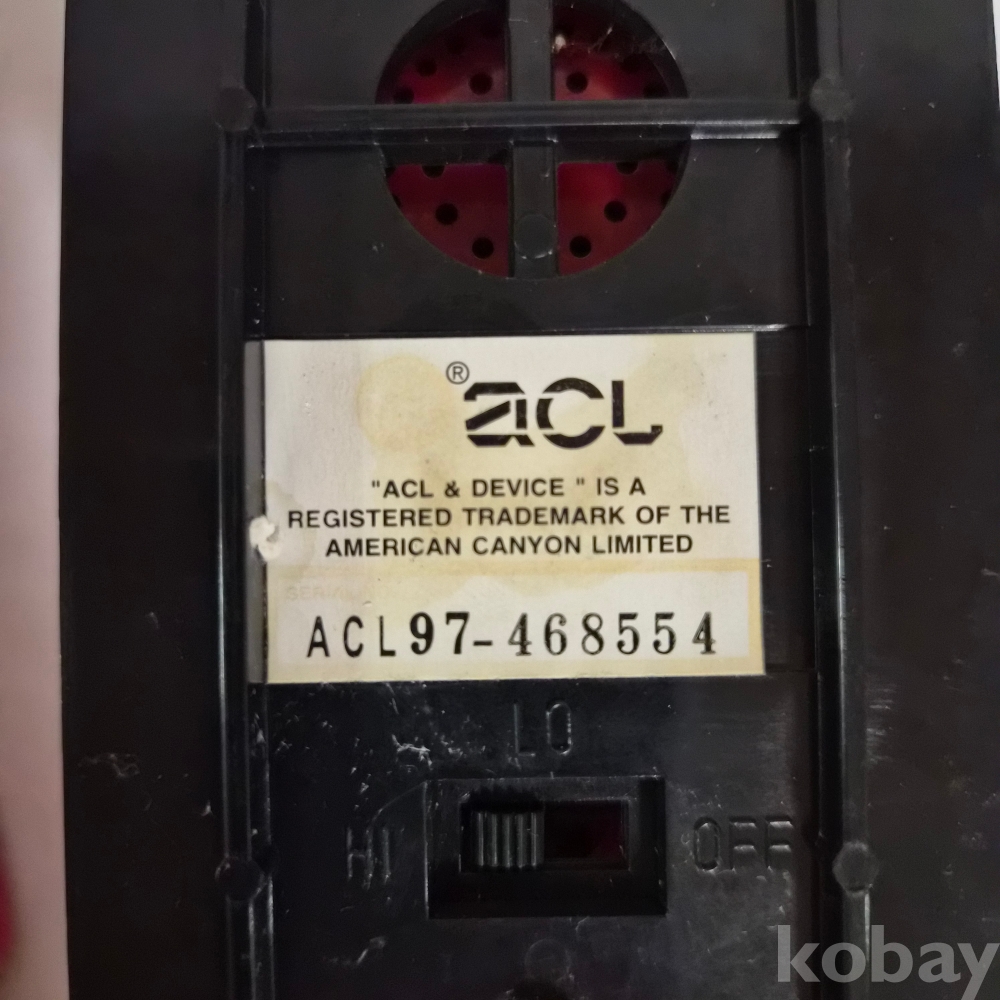 ® acl
"ACL & DEVICE " IS A
REGISTERED TRADEMARK OF THE
AMERICAN CANYON LIMITED
SERIAL
ACL97-468554
LO
HI OFF
kobay